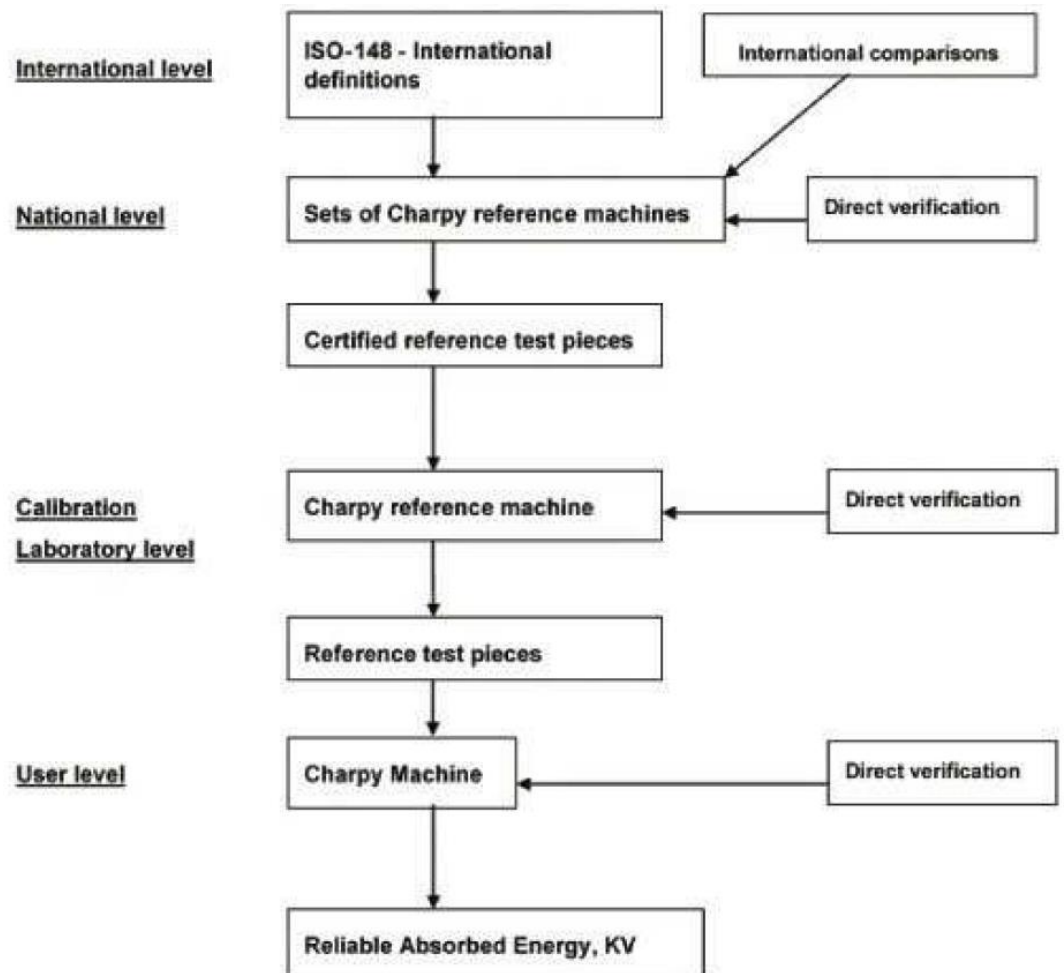 International level
ISO-148 - International
definitions
International comparisons
National level
Sets of Charpy reference machines
Direct verification
Certified reference test pieces
Calibration
Laboratory level
Charpy reference machine
Direct verification
Reference test pieces
User level
Charpy Machine
Direct verification
Reliable Absorbed Energy, KV